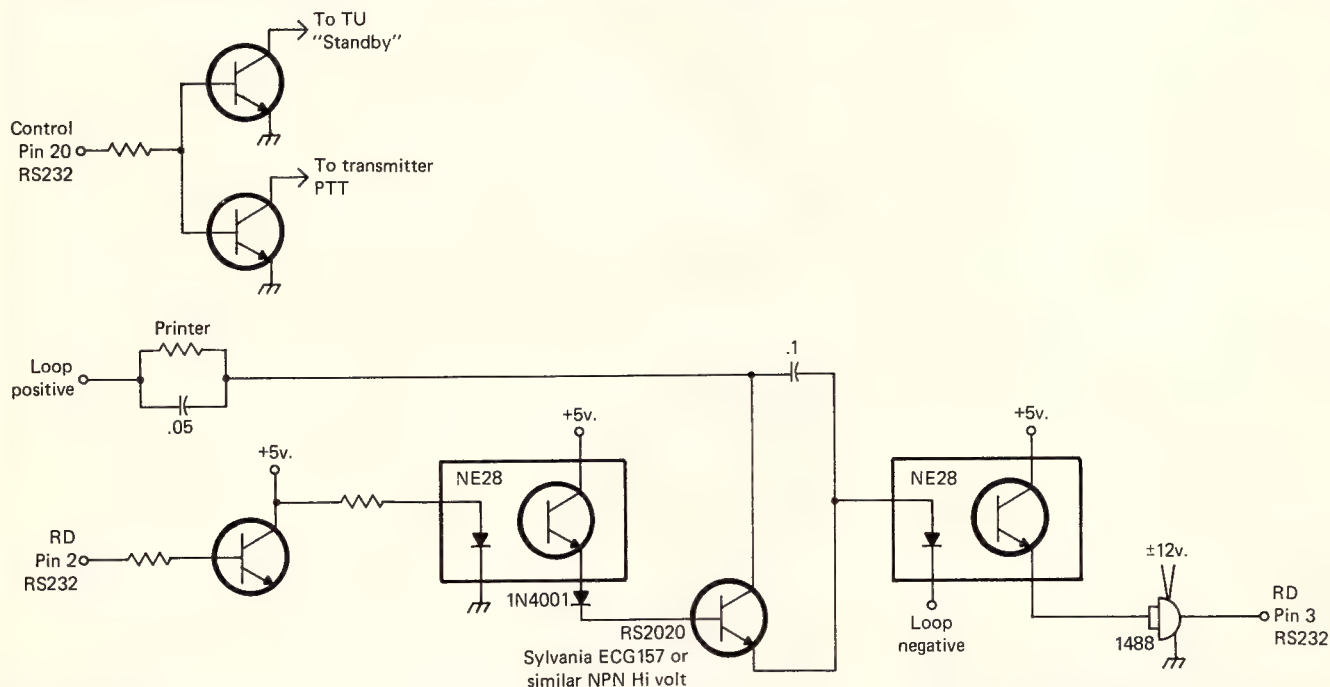 To TU
"Standby"
Control
Pin 20
RS232
To transmitter
PTT
Printer
Loop
positive
.05
.1
+5v.
+5v.
+5v.
NE28
NE28
RD
Pin 2
RS232
1N4001
RS2020
Sylvania ECG157 or
similar NPN Hi volt
Loop
negative
±12v.
1488
RD
Pin 3
RS232